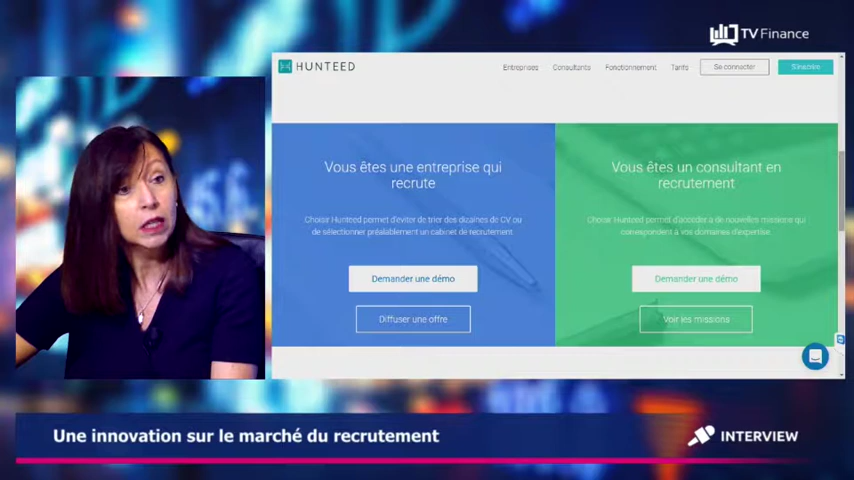 TV Finance
HUNTEED
Entreprises Consultants Fonctionnement Tarifs Se connecter S'inscrire
Vous êtes une entreprise qui
recrute
Choisir Hunteed permet d'éviter de trier des dizaines de CV ou
de sélectionner préalablement un cabinet de recrutement.
Demander une démo
Diffuser une offre
Vous êtes un consultant en
recrutement
Choisir Hunteed permet d'accéder à de nouvelles missions qui
correspondent à vos domaines d'expertise.
Demander une démo
Voir les missions
Une innovation sur le marché du recrutement
INTERVIEW